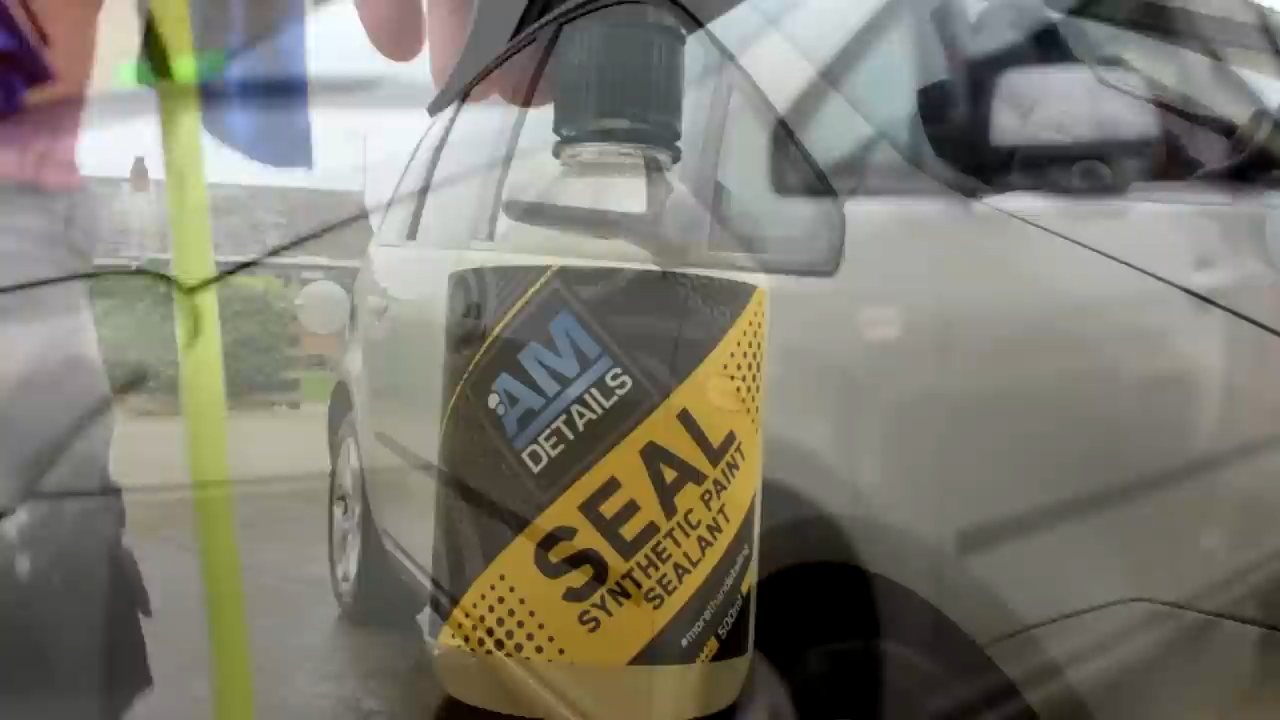 AM
DETAILS
SEAL
SYNTHETIC PAINT
SEALANT
#morethandetailing
500ml